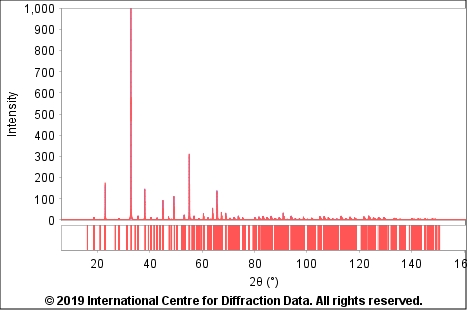 1,000
900
800
700
600
500
400
300
200
100
0
Intensity
20 40 60 80 100 120 140 16
2θ (°)
© 2019 International Centre for Diffraction Data. All rights reserved.